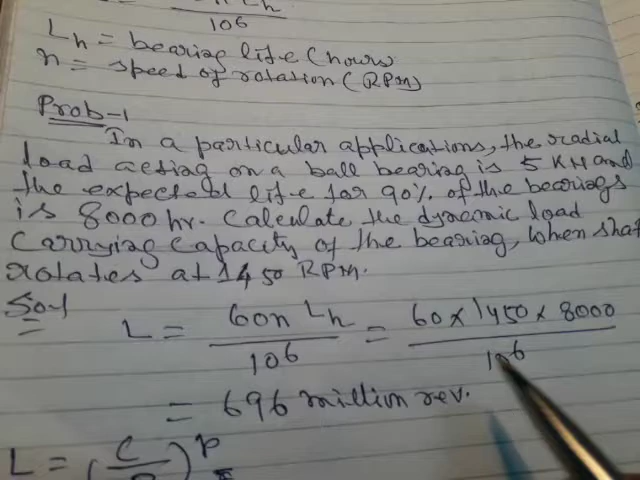 60n Lh
10⁶
Lh = bearing life (hours
n = speed of rotation (RPM)
Prob-1
In a particular applications, the radial
load acting on a ball bearing is 5 KN and
the expected life for 90% of the bearings
is 8000 hr. Calculate the dynamic load
Carrying Capacity of the bearing, when shaf
rotates at 1450 RPM.
Sol
L = 60n Lh / 10⁶ = 60 × 1450 × 8000 / 10⁶
= 696 million rev.
L = (C/P)ᵖ